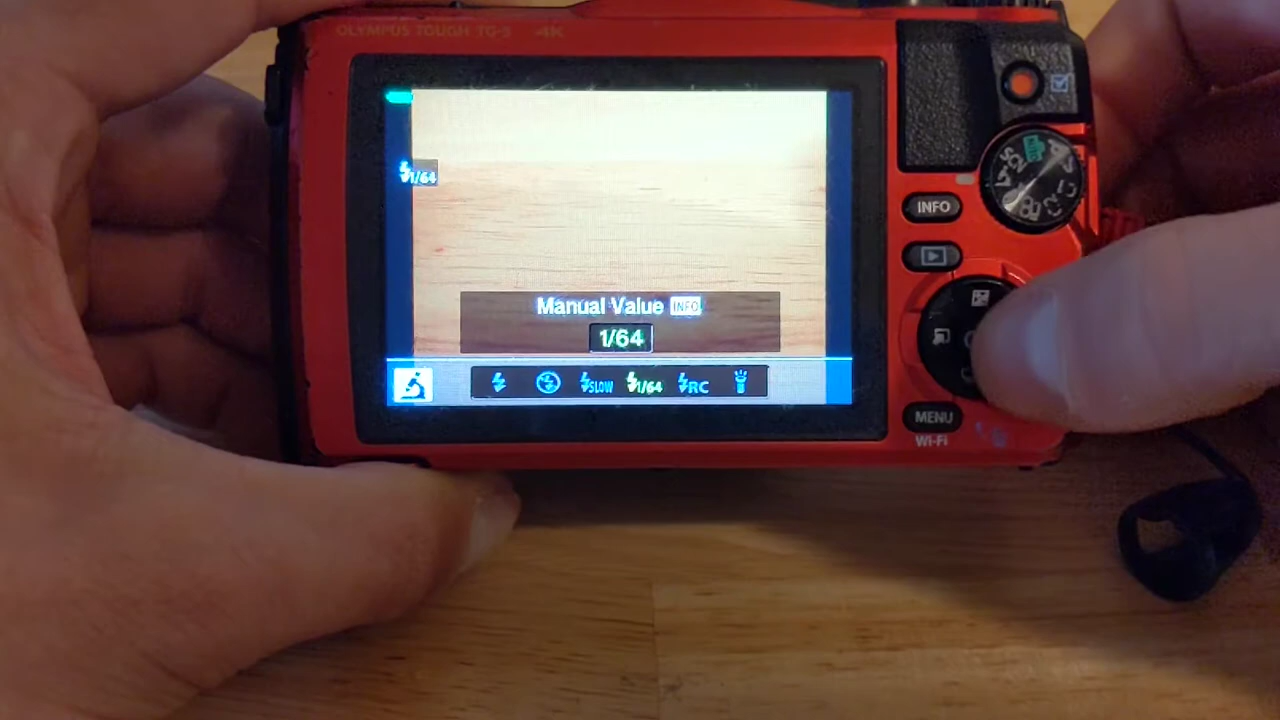 OLYMPUS TOUGH TG-5 4K
1/64
INFO
Manual Value INFO
1/64
SLOW
1/64
RC
MENU
Wi-Fi